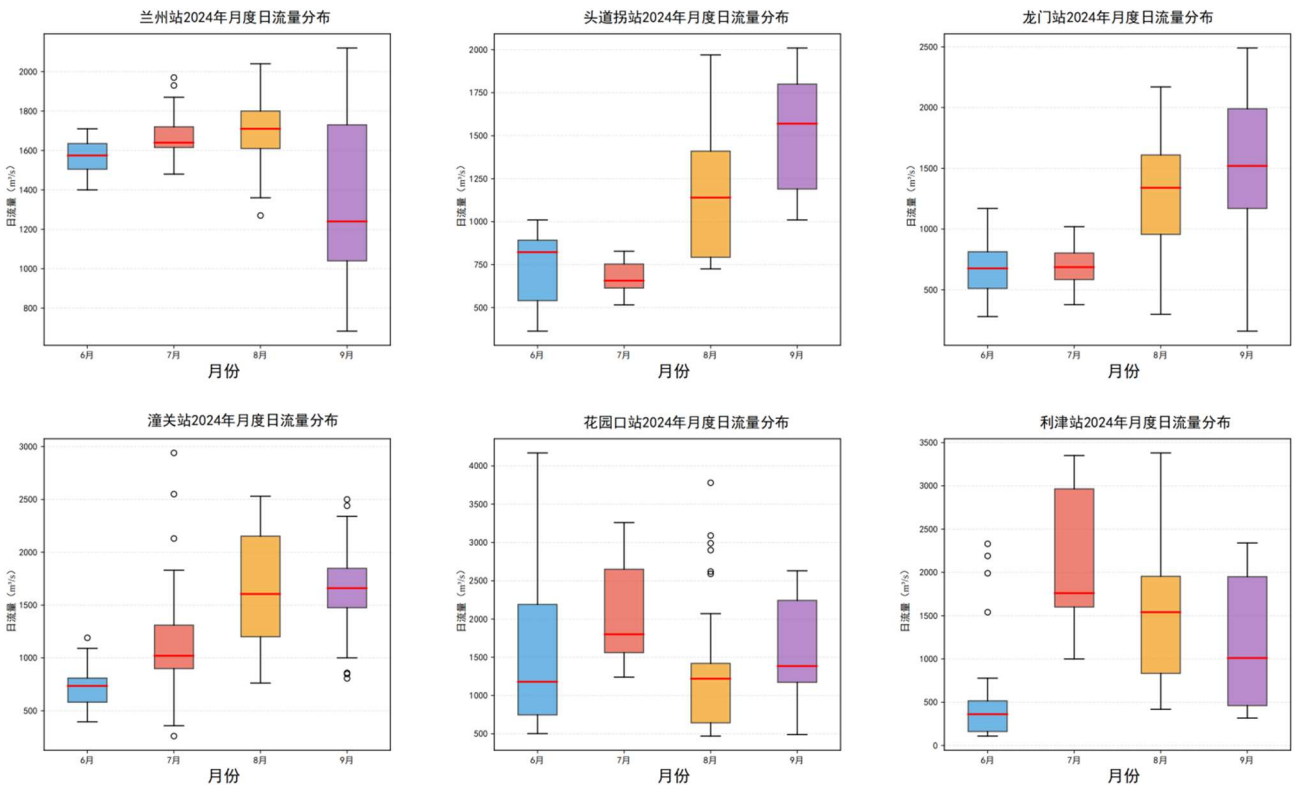 兰州站2024年月度日流量分布
日流量（m³/s）
2000
1800
1600
1400
1200
1000
800
6月 7月 8月 9月
月份
头道拐站2024年月度日流量分布
日流量（m³/s）
2000
1750
1500
1250
1000
750
500
6月 7月 8月 9月
月份
龙门站2024年月度日流量分布
日流量（m³/s）
2500
2000
1500
1000
500
6月 7月 8月 9月
月份
潼关站2024年月度日流量分布
日流量（m³/s）
3000
2500
2000
1500
1000
500
6月 7月 8月 9月
月份
花园口站2024年月度日流量分布
日流量（m³/s）
4000
3500
3000
2500
2000
1500
1000
500
6月 7月 8月 9月
月份
利津站2024年月度日流量分布
日流量（m³/s）
3500
3000
2500
2000
1500
1000
500
0
6月 7月 8月 9月
月份